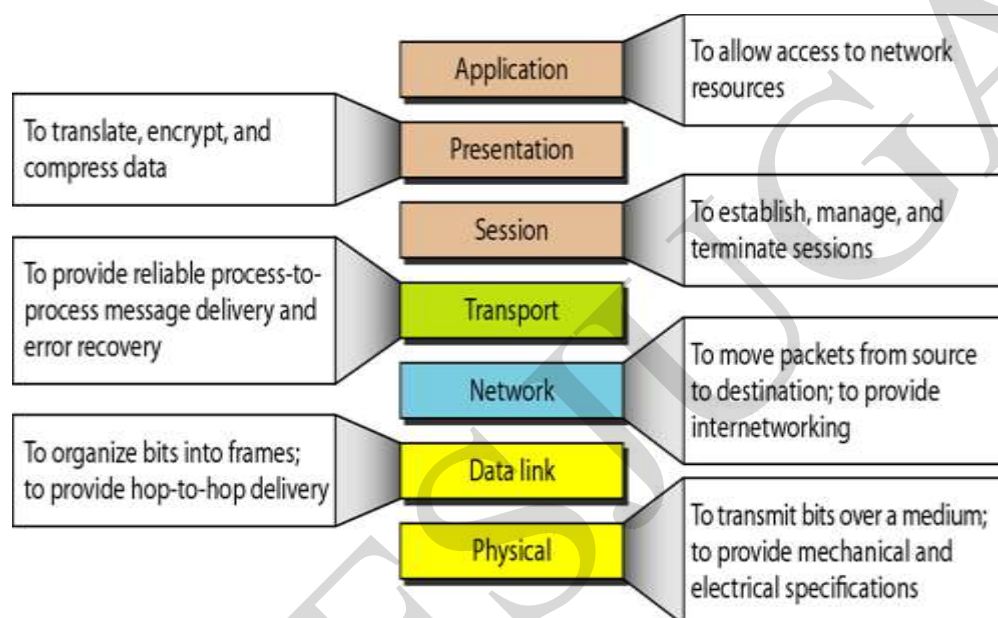 Application
To allow access to network
resources
To translate, encrypt, and
compress data
Presentation
Session
To establish, manage, and
terminate sessions
To provide reliable process-to-
process message delivery and
error recovery
Transport
Network
To move packets from source
to destination; to provide
internetworking
To organize bits into frames;
to provide hop-to-hop delivery
Data link
Physical
To transmit bits over a medium;
to provide mechanical and
electrical specifications